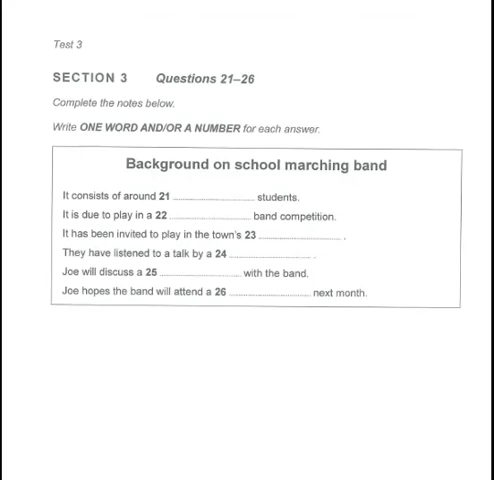 Test 3
SECTION 3 Questions 21–26
Complete the notes below.
Write ONE WORD AND/OR A NUMBER for each answer.
Background on school marching band
It consists of around 21 ........................... students.
It is due to play in a 22 ........................... band competition.
It has been invited to play in the town's 23 ........................... .
They have listened to a talk by a 24 ........................... .
Joe will discuss a 25 ........................... with the band.
Joe hopes the band will attend a 26 ........................... next month.